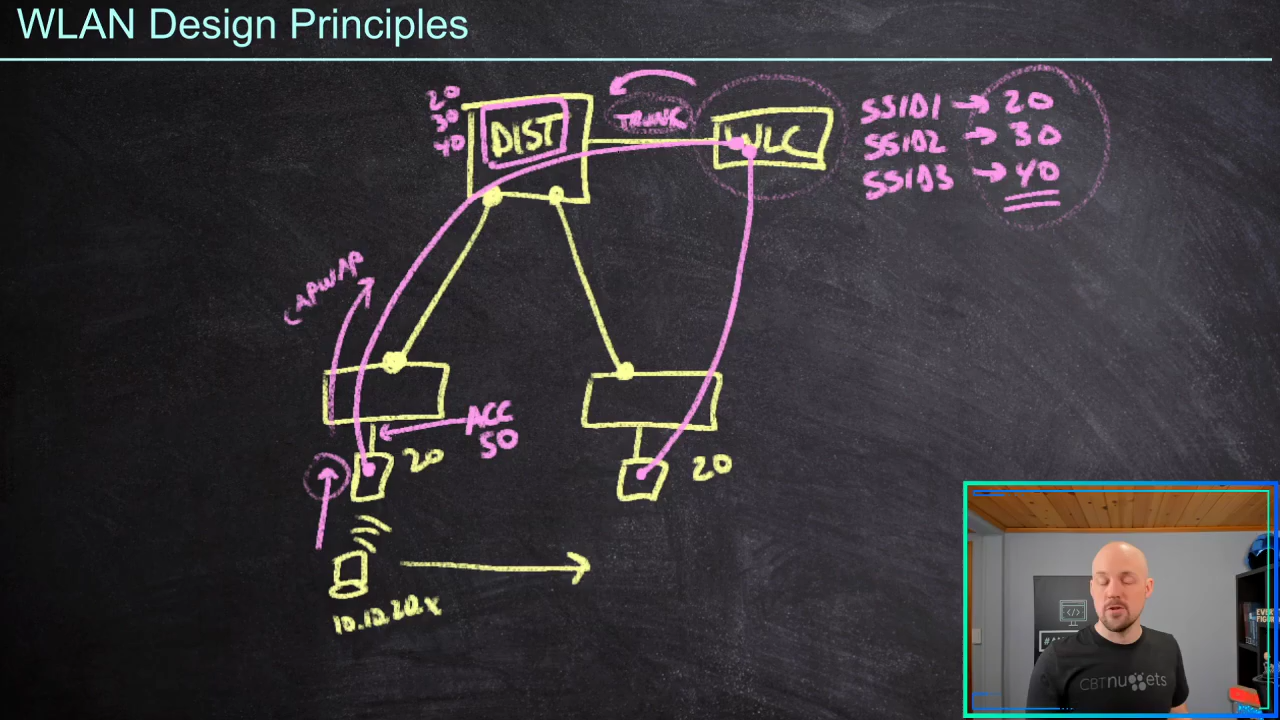 WLAN Design Principles
20
30
40
DIST
TRUNK
WLC
SSID1 → 20
SSID2 → 30
SSID3 → 40
CAPWAP
ACC
50
20
20
10.12.20.x
CBTnuggets